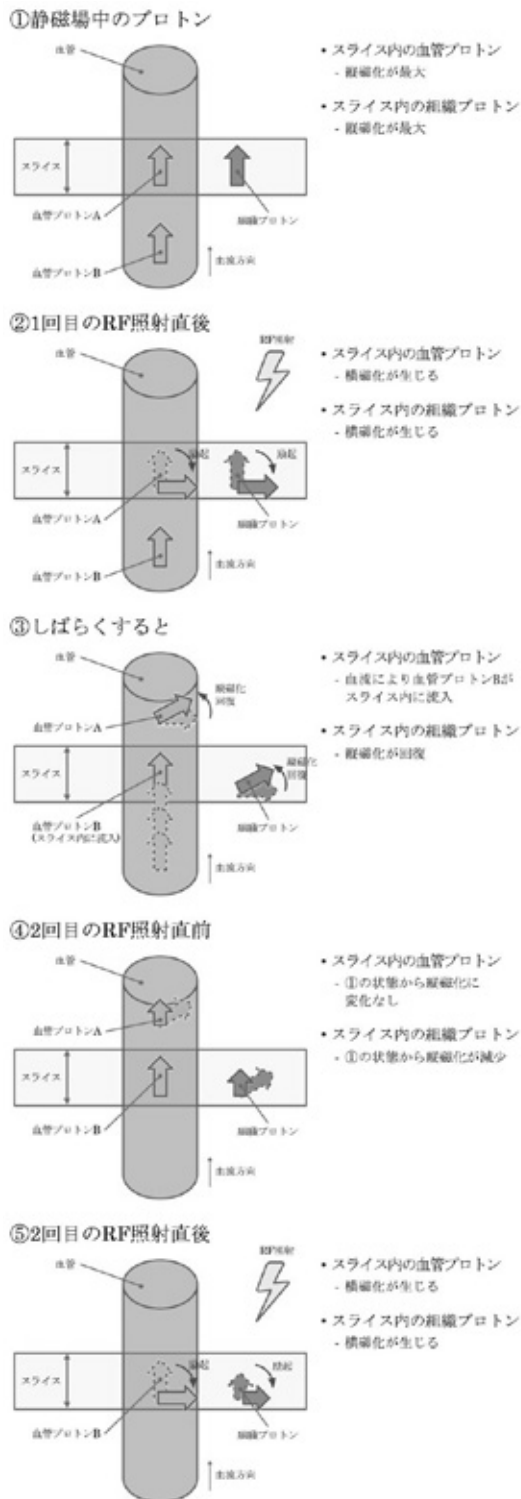 ①静磁場中のプロトン
血管
スライス
血管プロトンA
組織プロトン
血管プロトンB
血流方向
• スライス内の血管プロトン
- 縦磁化が最大
• スライス内の組織プロトン
- 縦磁化が最大
②1回目のRF照射直後
血管
RF照射
スライス
励起
励起
血管プロトンA
組織プロトン
血管プロトンB
血流方向
• スライス内の血管プロトン
- 横磁化が生じる
• スライス内の組織プロトン
- 横磁化が生じる
③しばらくすると
血管
縦磁化
回復
血管プロトンA
スライス
縦磁化
回復
血管プロトンB
(スライス内に流入)
組織プロトン
血流方向
• スライス内の血管プロトン
- 血流により血管プロトンBが
スライス内に流入
• スライス内の組織プロトン
- 縦磁化が回復
④2回目のRF照射直前
血管
血管プロトンA
スライス
血管プロトンB
組織プロトン
血流方向
• スライス内の血管プロトン
- ①の状態から縦磁化に
変化なし
• スライス内の組織プロトン
- ①の状態から縦磁化が減少
⑤2回目のRF照射直後
血管
RF照射
スライス
励起
励起
血管プロトンB
組織プロトン
血流方向
• スライス内の血管プロトン
- 横磁化が生じる
• スライス内の組織プロトン
- 横磁化が生じる